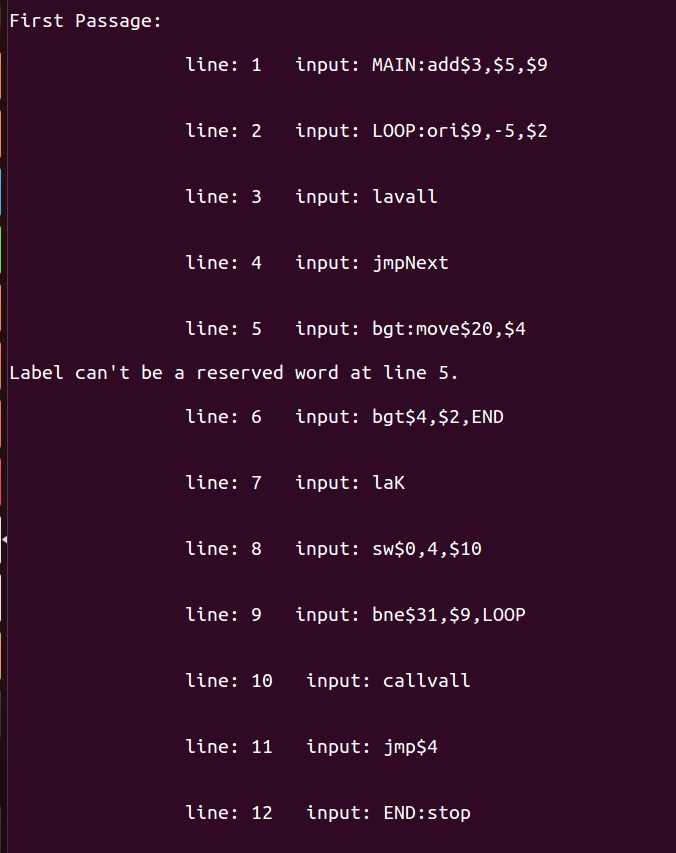 First Passage:
line: 1 input: MAIN:add$3,$5,$9
line: 2 input: LOOP:ori$9,-5,$2
line: 3 input: lavall
line: 4 input: jmpNext
line: 5 input: bgt:move$20,$4
Label can't be a reserved word at line 5.
line: 6 input: bgt$4,$2,END
line: 7 input: laK
line: 8 input: sw$0,4,$10
line: 9 input: bne$31,$9,LOOP
line: 10 input: callvall
line: 11 input: jmp$4
line: 12 input: END:stop